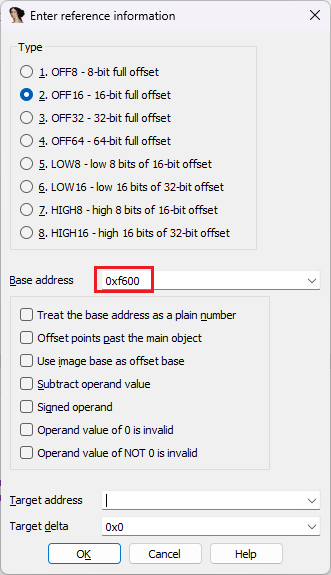 Enter reference information
Type
1. OFF8 - 8-bit full offset
2. OFF16 - 16-bit full offset
3. OFF32 - 32-bit full offset
4. OFF64 - 64-bit full offset
5. LOW8 - low 8 bits of 16-bit offset
6. LOW16 - low 16 bits of 32-bit offset
7. HIGH8 - high 8 bits of 16-bit offset
8. HIGH16 - high 16 bits of 32-bit offset
Base address 0xf600
Treat the base address as a plain number
Offset points past the main object
Use image base as offset base
Subtract operand value
Signed operand
Operand value of 0 is invalid
Operand value of NOT 0 is invalid
Target address
Target delta 0x0
OK Cancel Help